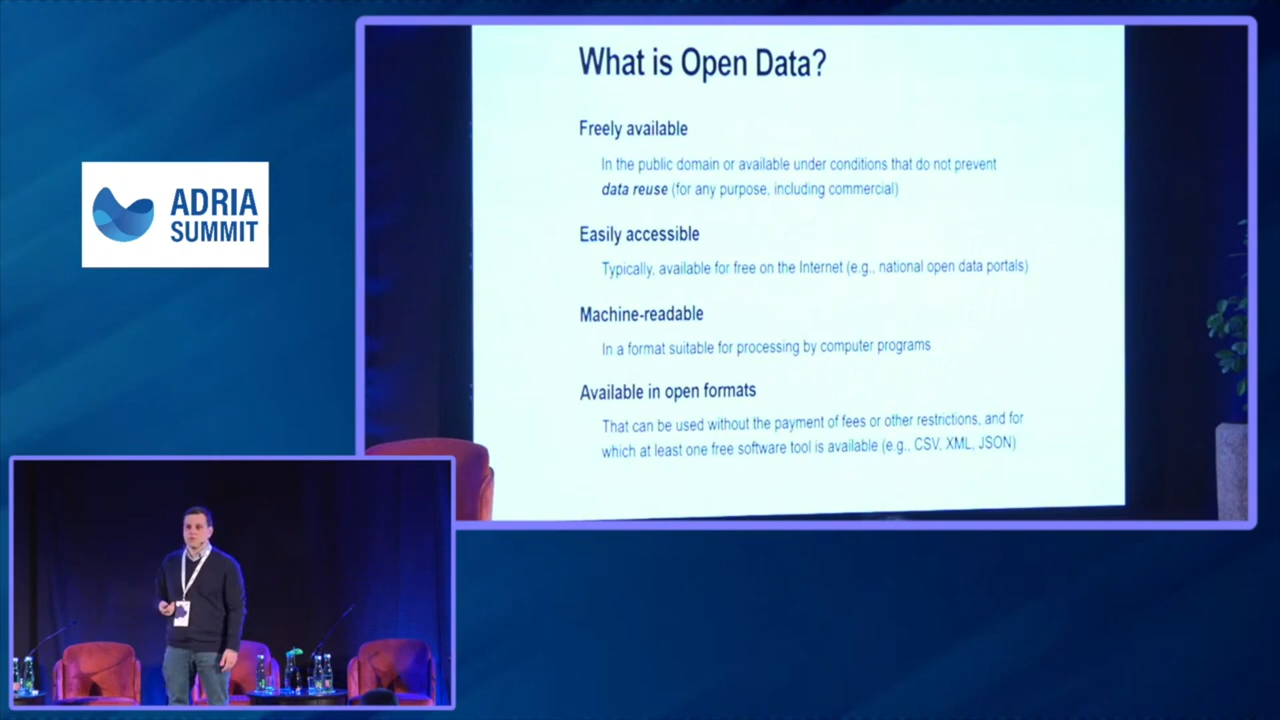 What is Open Data?
Freely available
In the public domain or available under conditions that do not prevent
data reuse (for any purpose, including commercial)
Easily accessible
Typically, available for free on the Internet (e.g., national open data portals)
Machine-readable
In a format suitable for processing by computer programs
Available in open formats
That can be used without the payment of fees or other restrictions, and for
which at least one free software tool is available (e.g., CSV, XML, JSON)
ADRIA
SUMMIT